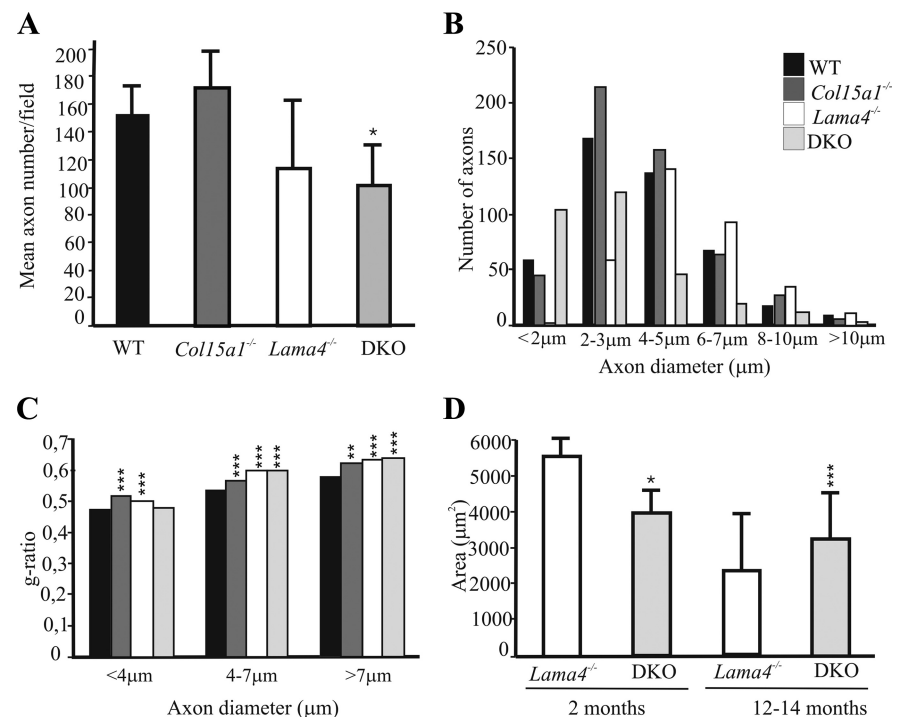 A
Mean axon number/field
200
180
160
140
120
100
80
60
40
20
0
*
WT Col15a1-/- Lama4-/- DKO
B
Number of axons
250
200
150
100
50
0
WT
Col15a1-/-
Lama4-/-
DKO
<2μm 2-3μm 4-5μm 6-7μm 8-10μm >10μm
Axon diameter (μm)
C
g-ratio
0,7
0,6
0,5
0,4
0,3
0,2
0,1
0
*** ***
*** *** ***
** *** ***
<4μm 4-7μm >7μm
Axon diameter (μm)
D
Area (μm2)
6000
5000
4000
3000
2000
1000
0
* ***
Lama4-/- DKO Lama4-/- DKO
2 months 12-14 months